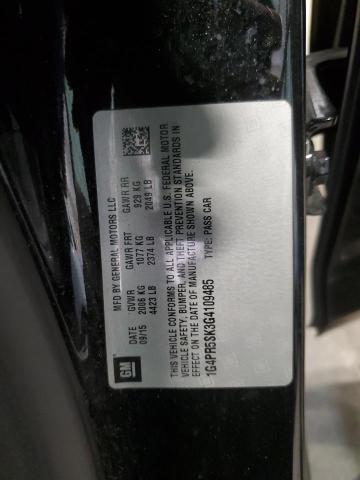 MFD BY GENERAL MOTORS LLC
DATE GVWR GAWR FRT GAWR RR
09/15 2006 KG 1077 KG 929 KG
4423 LB 2374 LB 2049 LB
THIS VEHICLE CONFORMS TO ALL APPLICABLE U.S. FEDERAL MOTOR
VEHICLE SAFETY, BUMPER, AND THEFT PREVENTION STANDARDS IN
EFFECT ON THE DATE OF MANUFACTURE SHOWN ABOVE.
TYPE: PASS CAR
1G4PR5SK3G4109485
GM